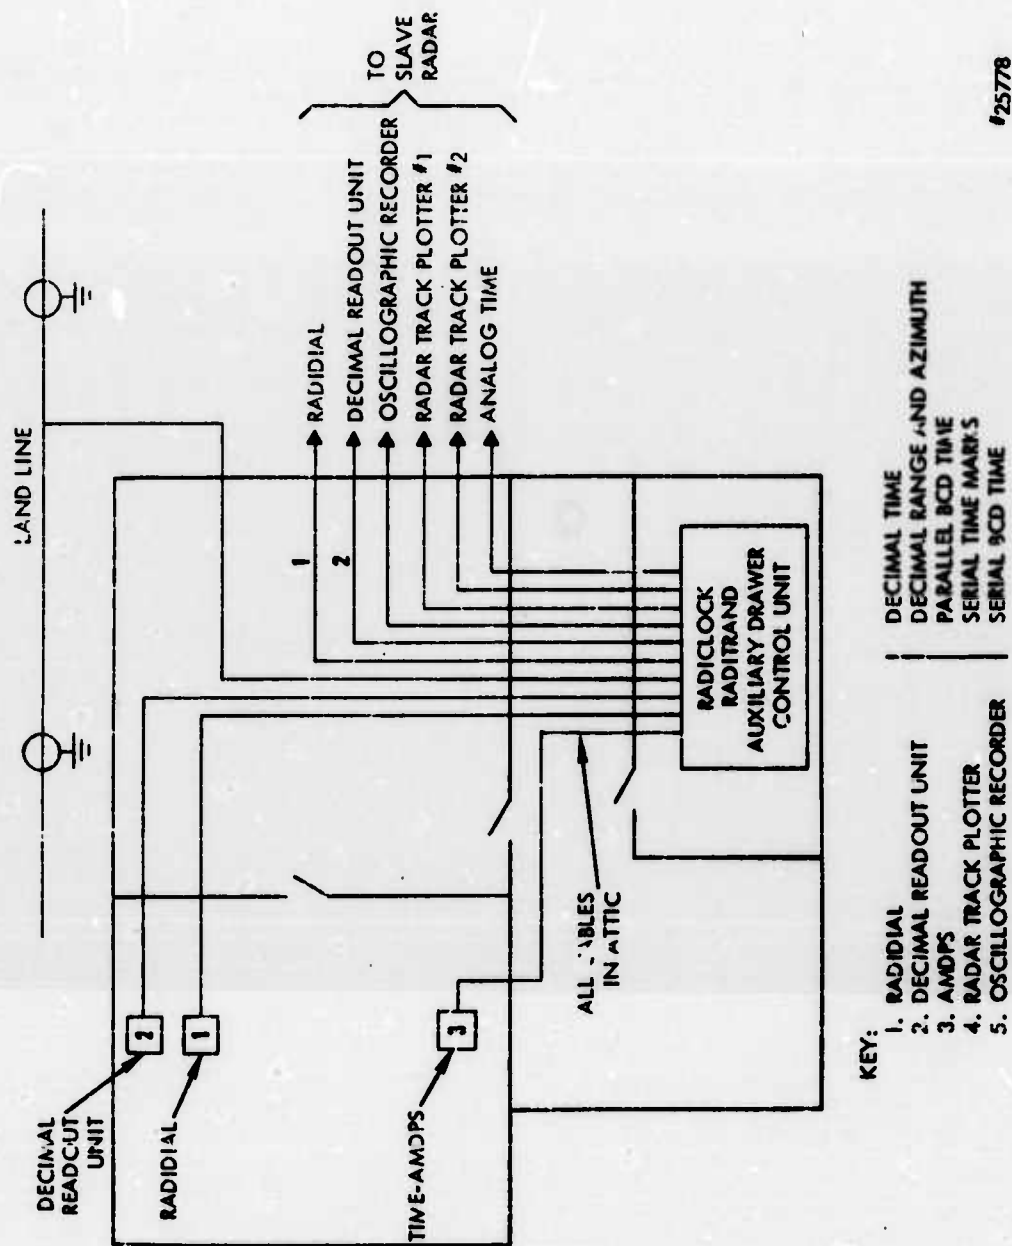 LAND LINE
TO
SLAVE
RADAR
RADIDIAL
DECIMAL READOUT UNIT
OSCILLOGRAPHIC RECORDER
RADAR TRACK PLOTTER #1
RADAR TRACK PLOTTER #2
ANALOG TIME
1
2
DECIMAL
READOUT
UNIT
2
RADIDIAL
1
TIME-AMDPS
3
ALL CABLES
IN ATTIC
RADICLOCK
RADITRAND
AUXILIARY DRAWER
CONTROL UNIT
KEY:
1. RADIDIAL
2. DECIMAL READOUT UNIT
3. AMDPS
4. RADAR TRACK PLOTTER
5. OSCILLOGRAPHIC RECORDER
DECIMAL TIME
DECIMAL RANGE AND AZIMUTH
PARALLEL BCD TIME
SERIAL TIME MARKS
SERIAL BCD TIME
#25778